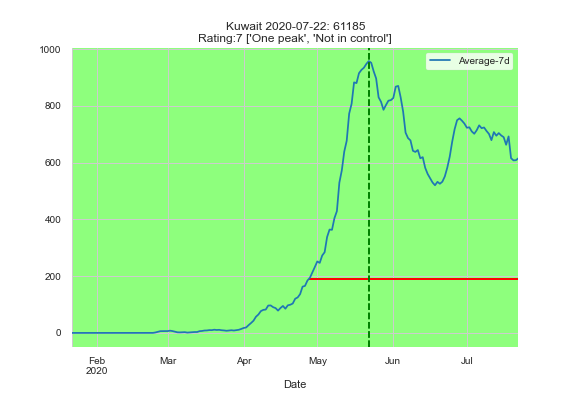 Kuwait 2020-07-22: 61185
Rating:7 ['One peak', 'Not in control']
Average-7d
1000
800
600
400
200
0
Feb
2020
Mar
Apr
May
Jun
Jul
Date